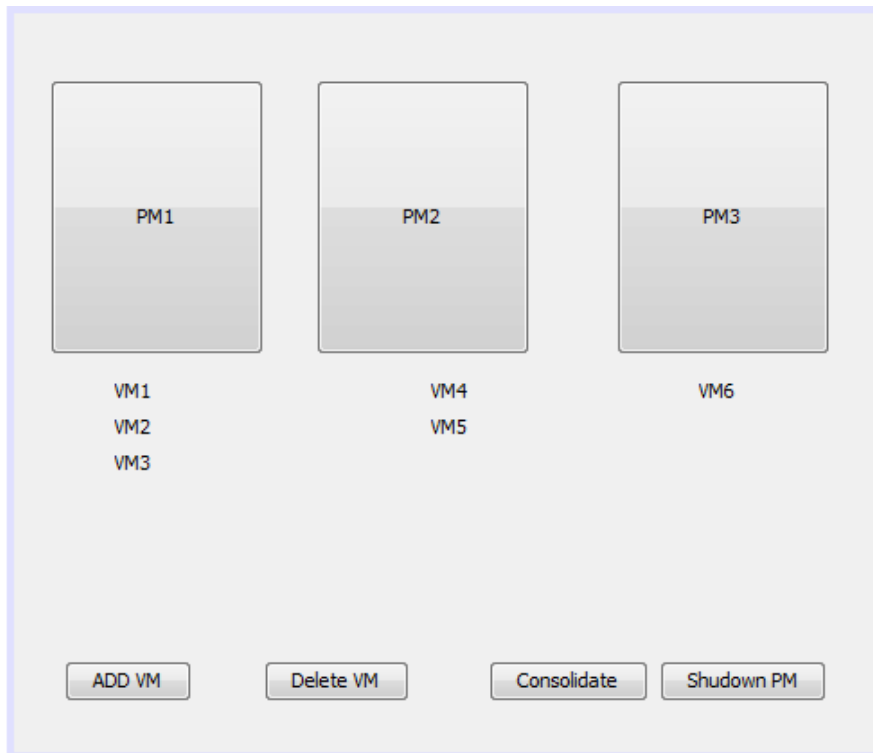 PM1 PM2 PM3
VM1 VM4 VM6
VM2 VM5
VM3
ADD VM Delete VM Consolidate Shudown PM